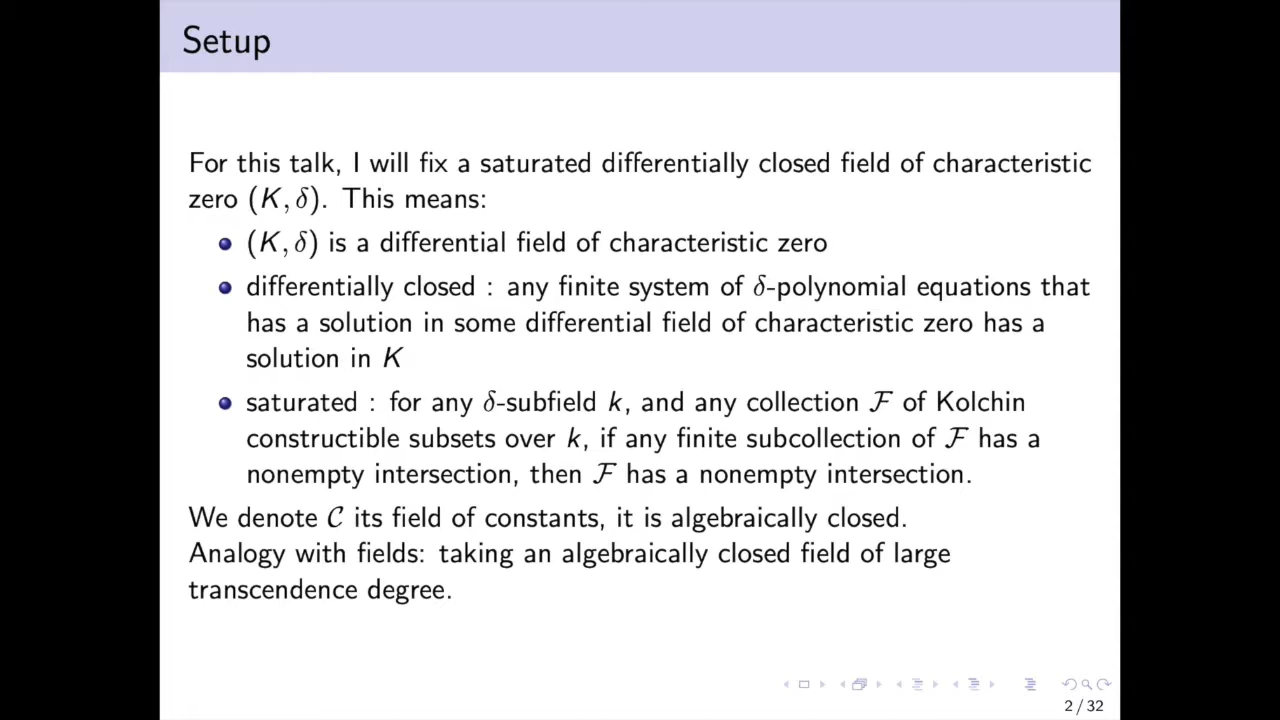 Setup
For this talk, I will fix a saturated differentially closed field of characteristic
zero (K, δ). This means:
(K, δ) is a differential field of characteristic zero
differentially closed : any finite system of δ-polynomial equations that
has a solution in some differential field of characteristic zero has a
solution in K
saturated : for any δ-subfield k, and any collection ℱ of Kolchin
constructible subsets over k, if any finite subcollection of ℱ has a
nonempty intersection, then ℱ has a nonempty intersection.
We denote 𝒞 its field of constants, it is algebraically closed.
Analogy with fields: taking an algebraically closed field of large
transcendence degree.
2 / 32